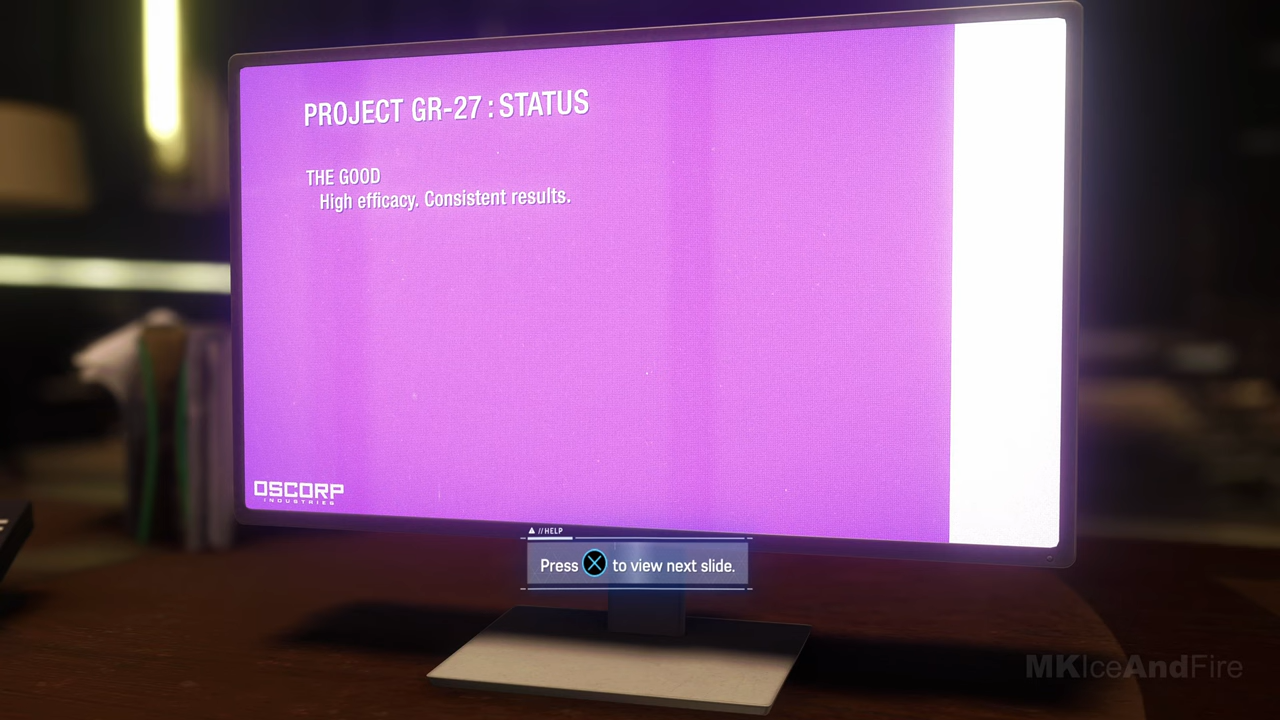 PROJECT GR-27 : STATUS
THE GOOD
High efficacy. Consistent results.
OSCORP
INDUSTRIES
//HELP
Press X to view next slide.
MKIceAndFire